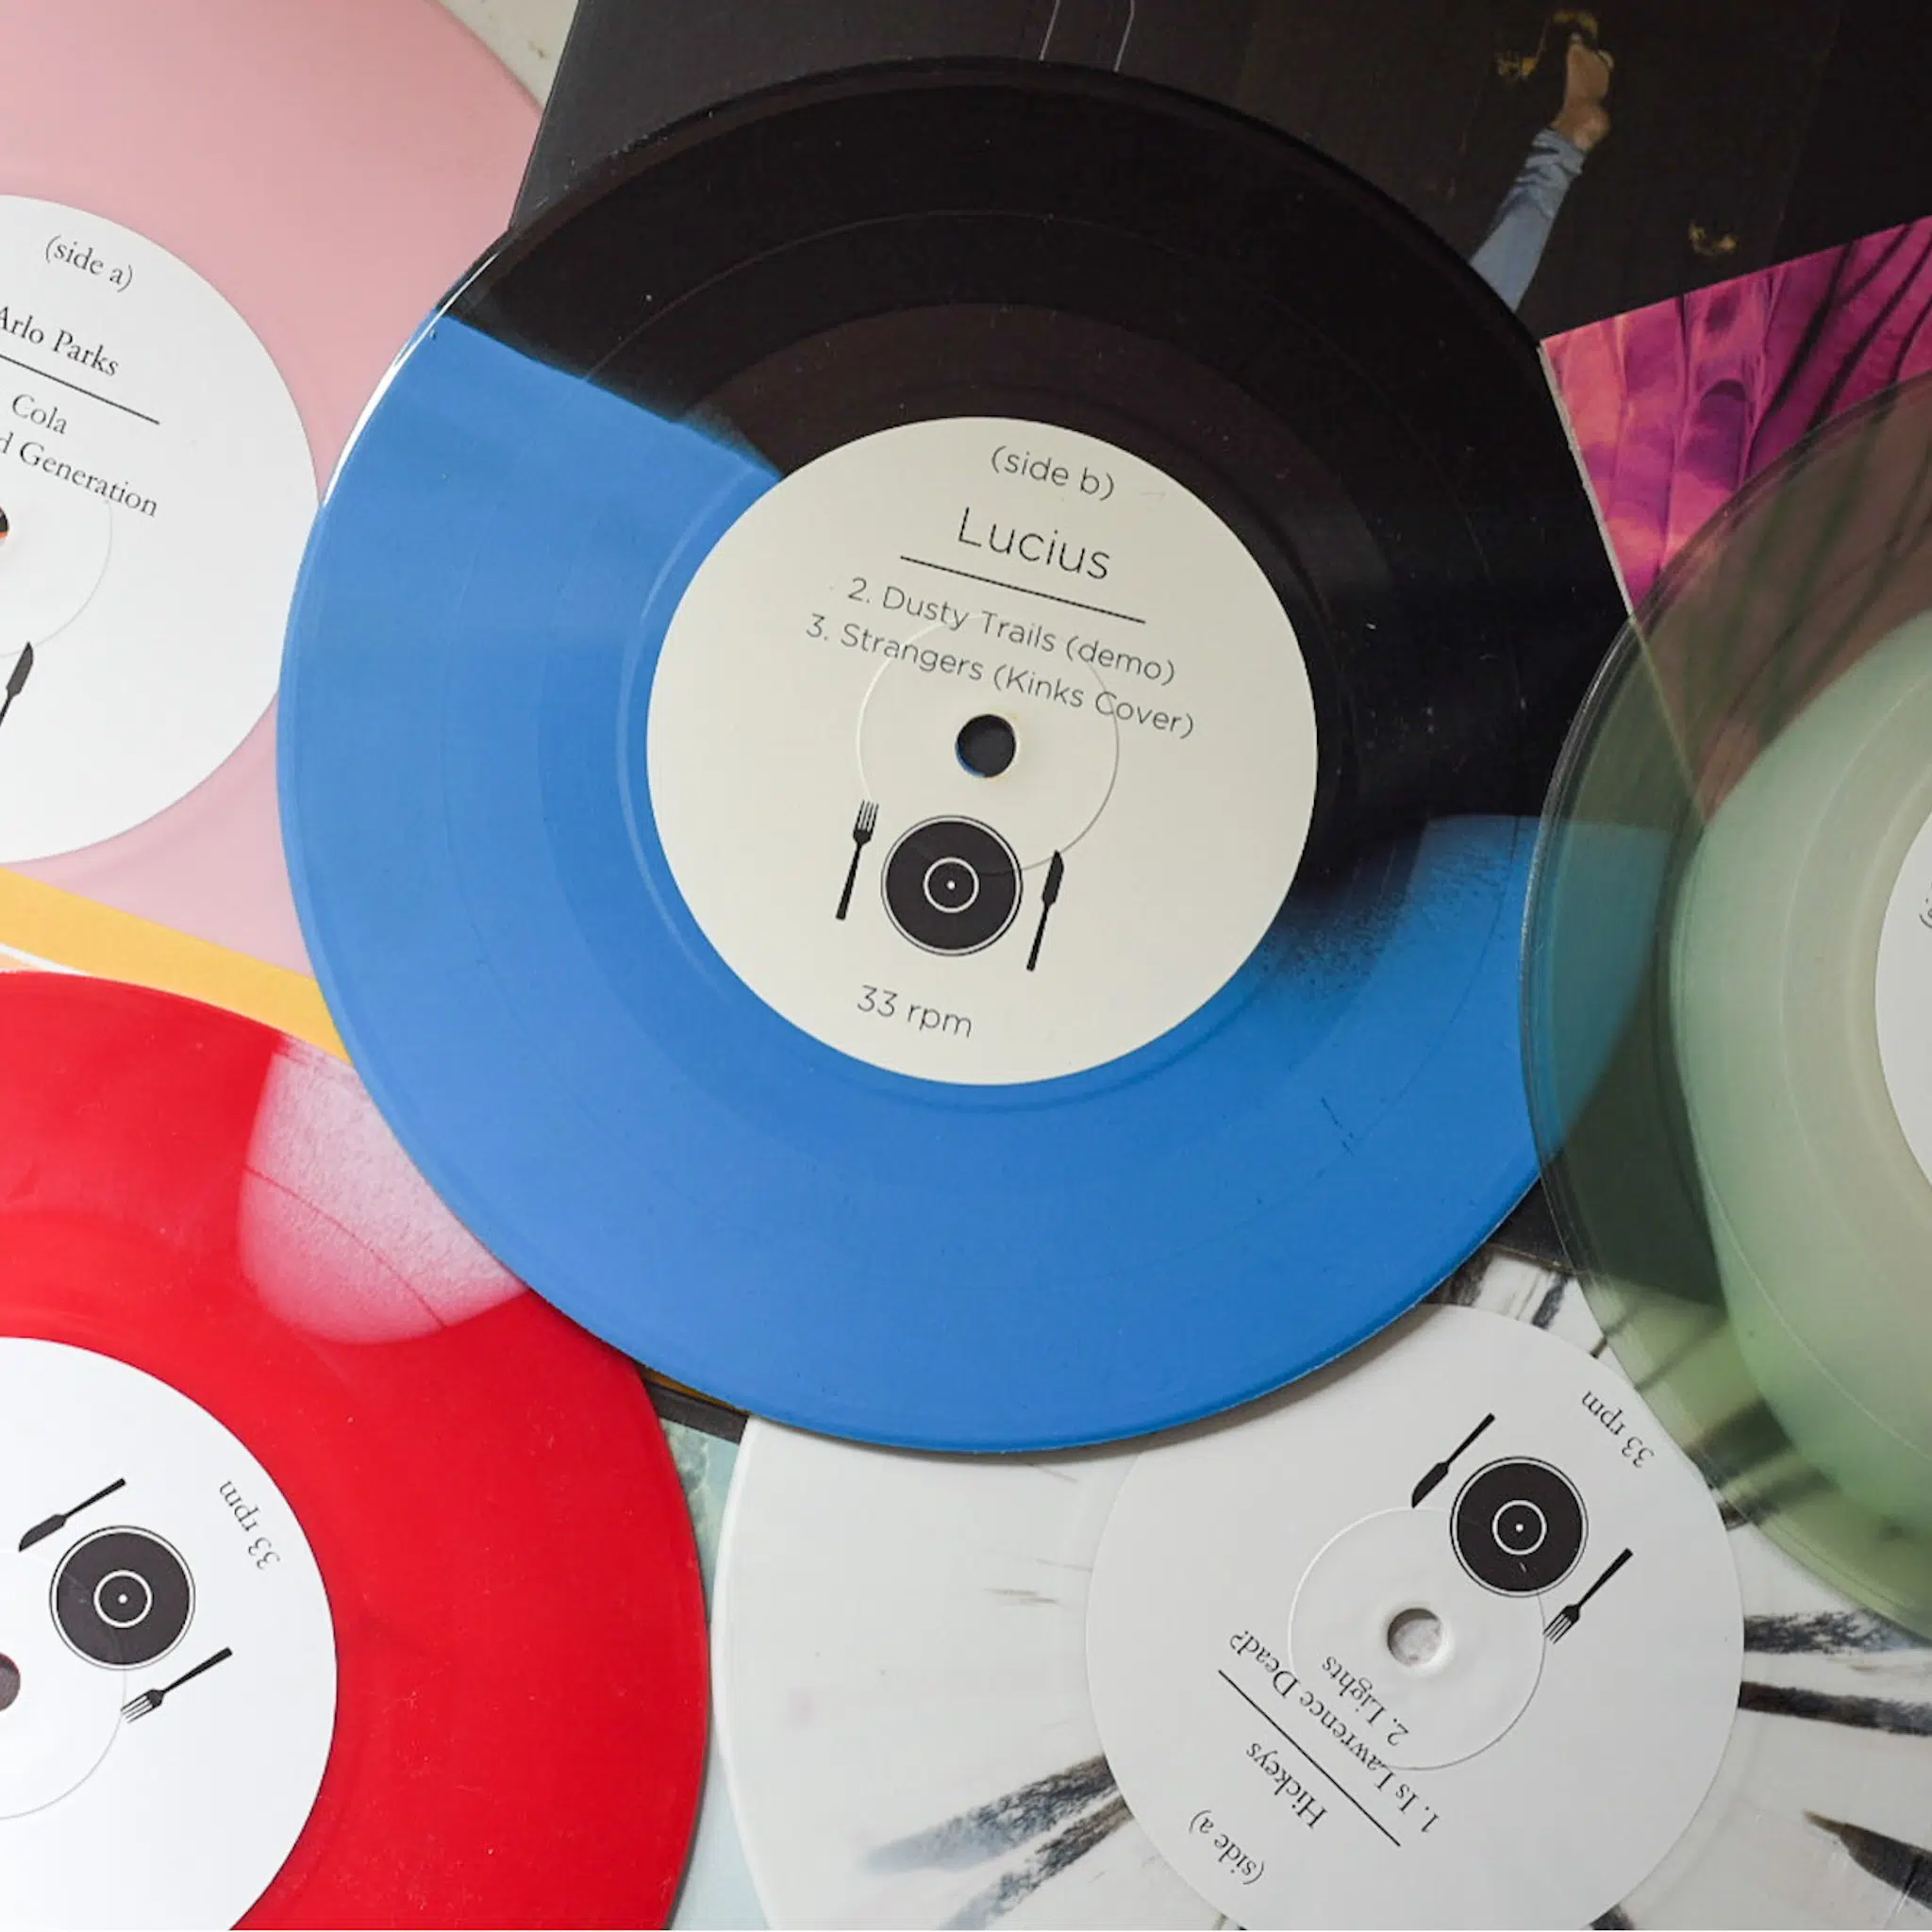 (side a)
Arlo Parks
Cola
Generation
(side b)
Lucius
2. Dusty Trails (demo)
3. Strangers (Kinks Cover)
33 rpm
33 rpm
(side a)
Hickeys
1. Is Lawrence Dead?
2. Lights
33 rpm